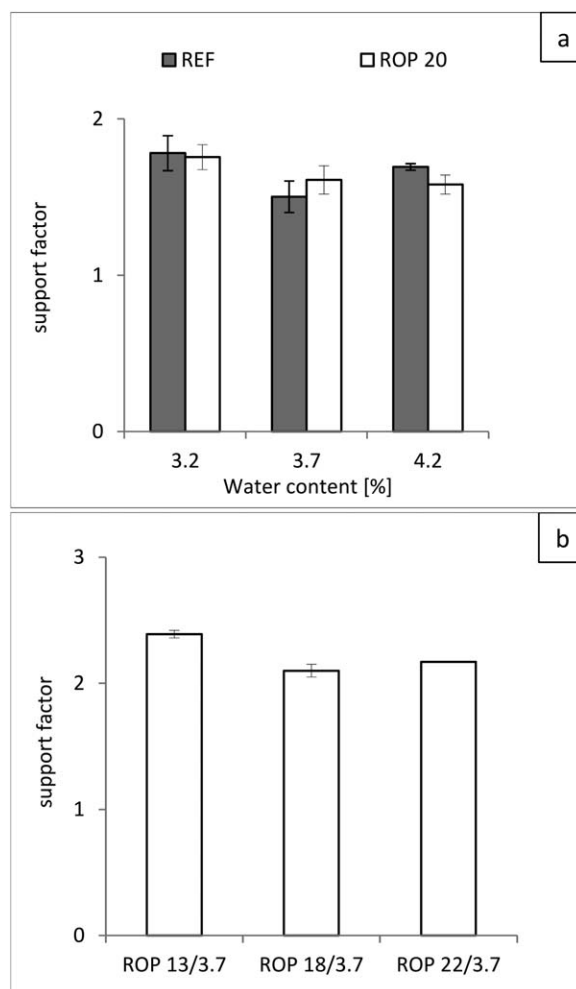 a
REF ROP 20
2
1
0
support factor
3.2 3.7 4.2
Water content [%]
b
3
2
1
0
support factor
ROP 13/3.7 ROP 18/3.7 ROP 22/3.7